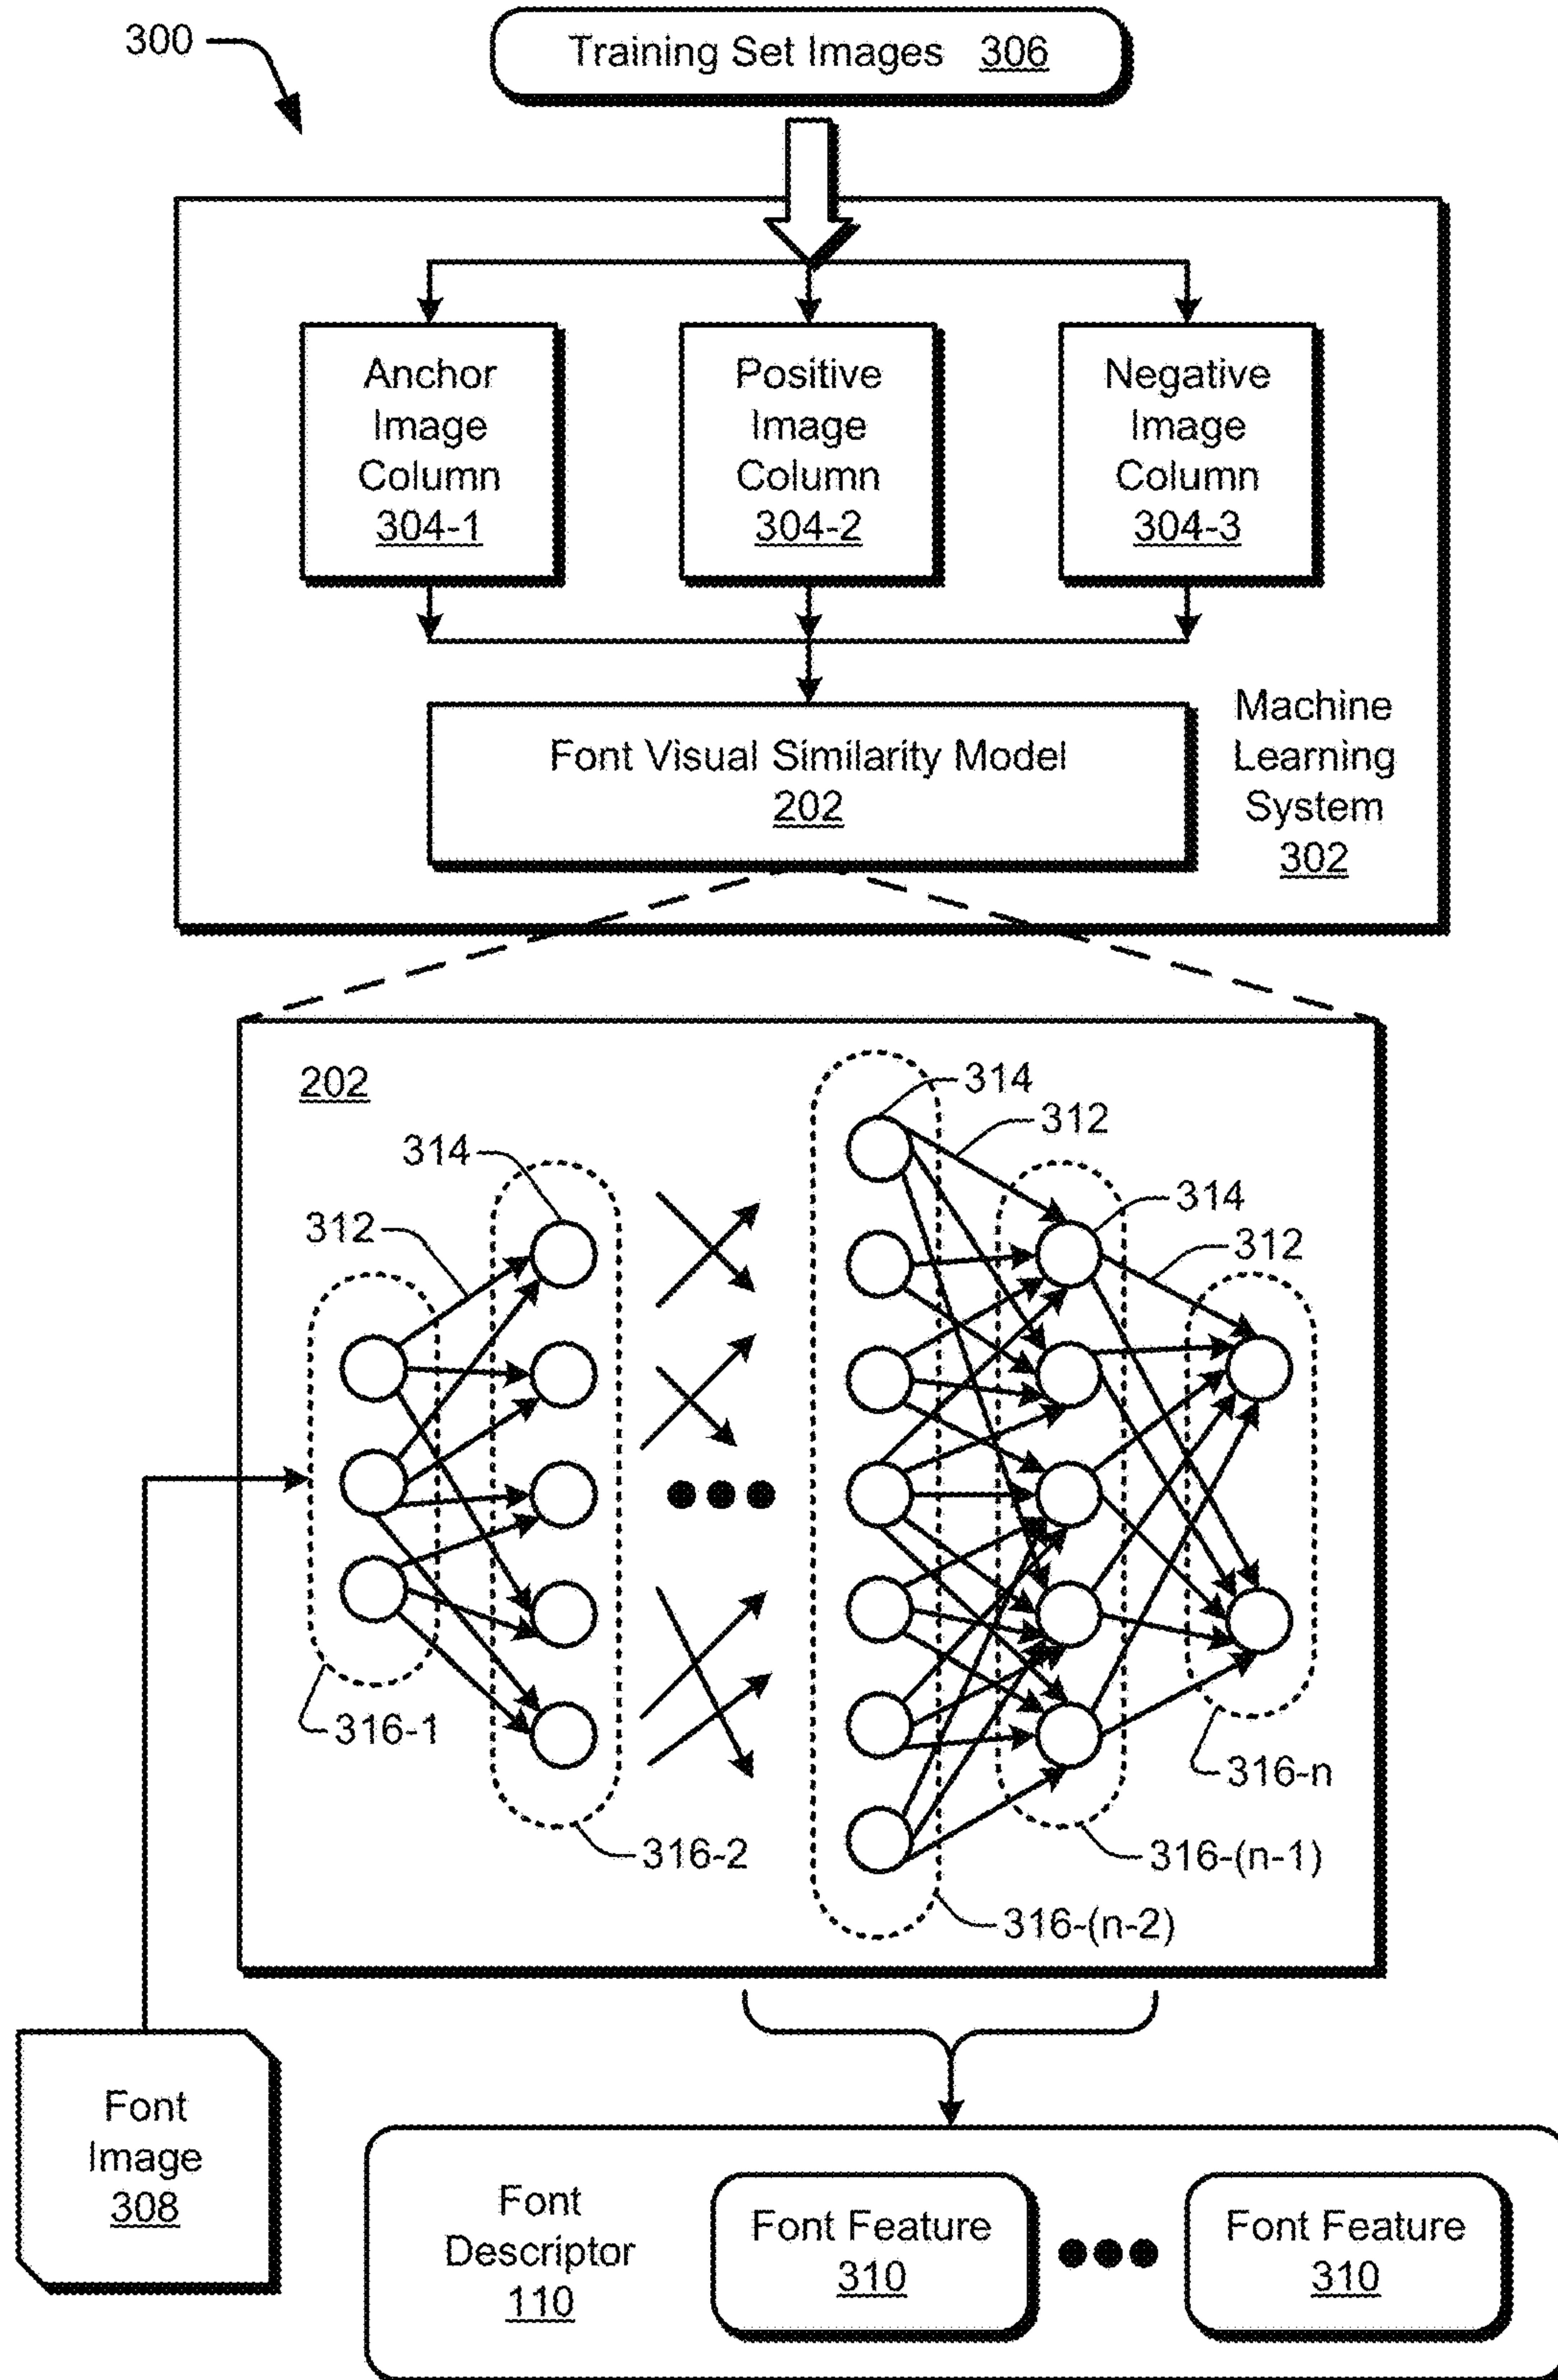 300
Training Set Images 306
Anchor
Image
Column
304-1
Positive
Image
Column
304-2
Negative
Image
Column
304-3
Font Visual Similarity Model
202
Machine
Learning
System
302
202
314
312
314
312
314
312
316-1
316-2
316-n
316-(n-1)
316-(n-2)
Font
Image
308
Font
Descriptor
110
Font Feature
310
Font Feature
310